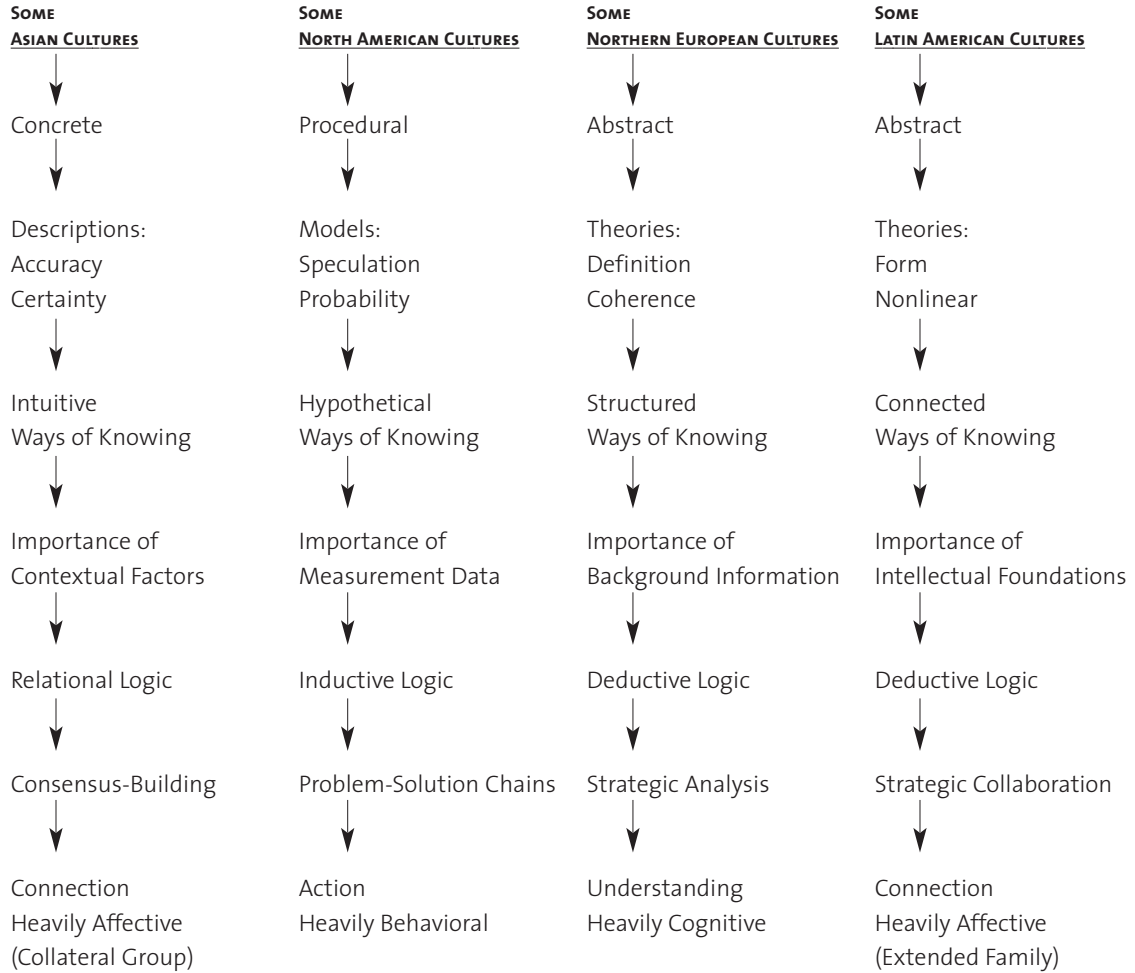 SOME
ASIAN CULTURES
Concrete
Descriptions:
Accuracy
Certainty
Intuitive
Ways of Knowing
Importance of
Contextual Factors
Relational Logic
Consensus-Building
Connection
Heavily Affective
(Collateral Group)
SOME
NORTH AMERICAN CULTURES
Procedural
Models:
Speculation
Probability
Hypothetical
Ways of Knowing
Importance of
Measurement Data
Inductive Logic
Problem-Solution Chains
Action
Heavily Behavioral
SOME
NORTHERN EUROPEAN CULTURES
Abstract
Theories:
Definition
Coherence
Structured
Ways of Knowing
Importance of
Background Information
Deductive Logic
Strategic Analysis
Understanding
Heavily Cognitive
SOME
LATIN AMERICAN CULTURES
Abstract
Theories:
Form
Nonlinear
Connected
Ways of Knowing
Importance of
Intellectual Foundations
Deductive Logic
Strategic Collaboration
Connection
Heavily Affective
(Extended Family)